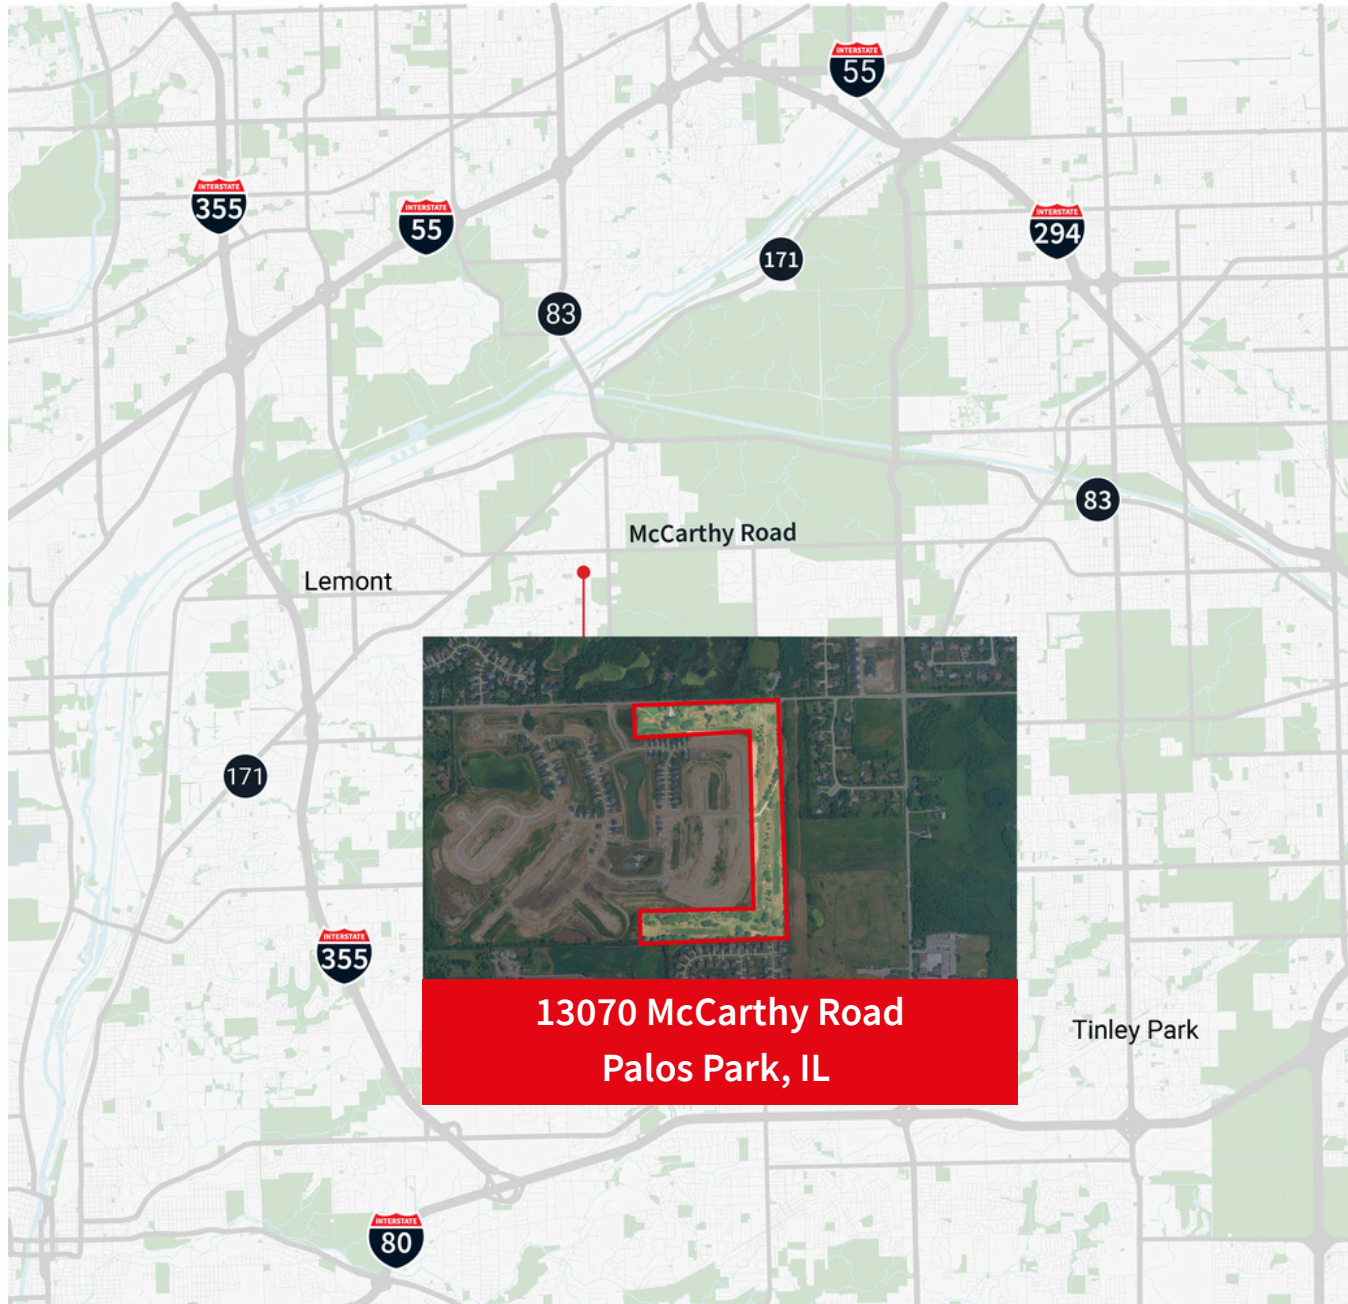 INTERSTATE
55
INTERSTATE
355
INTERSTATE
55
INTERSTATE
294
171
83
83
McCarthy Road
Lemont
171
INTERSTATE
355
13070 McCarthy Road
Palos Park, IL
Tinley Park
INTERSTATE
80